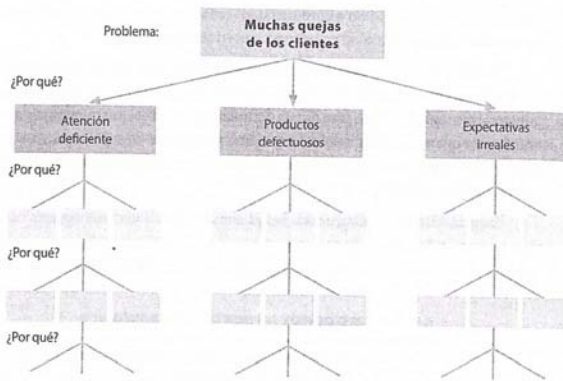 Problema:
Muchas quejas
de los clientes
¿Por qué?
Atención
deficiente
Productos
defectuosos
Expectativas
irreales
¿Por qué?
¿Por qué?
¿Por qué?